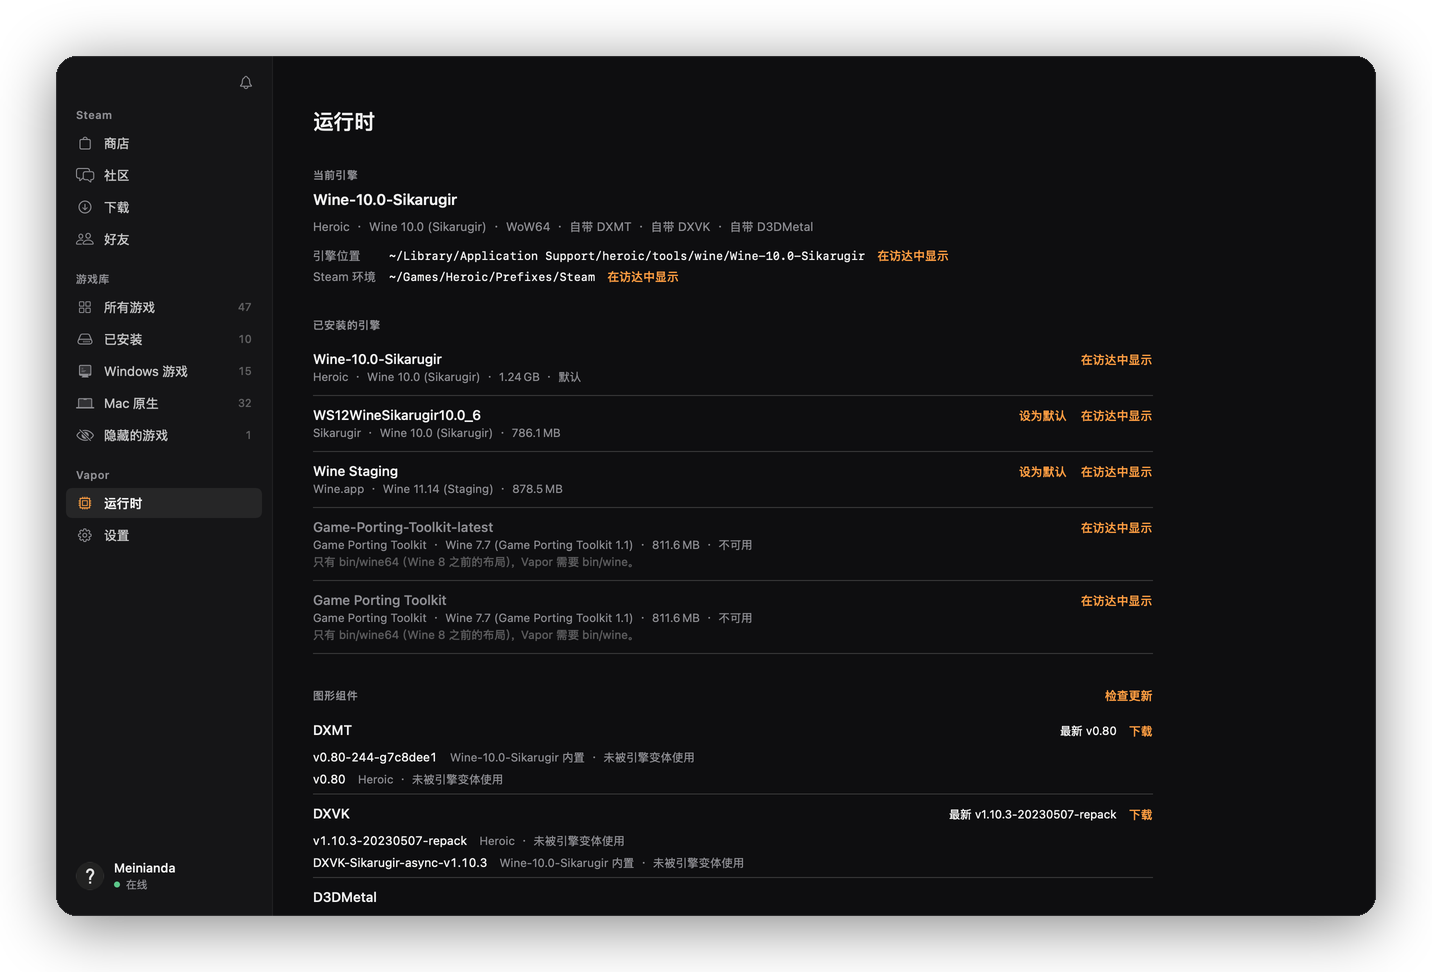 Steam
商店
社区
下载
好友
游戏库
所有游戏 47
已安装 10
Windows 游戏 15
Mac 原生 32
隐藏的游戏 1
Vapor
运行时
设置
? Meinianda
在线
运行时
当前引擎
Wine-10.0-Sikarugir
Heroic · Wine 10.0 (Sikarugir) · WoW64 · 自带 DXMT · 自带 DXVK · 自带 D3DMetal
引擎位置 ~/Library/Application Support/heroic/tools/wine/Wine-10.0-Sikarugir 在访达中显示
Steam 环境 ~/Games/Heroic/Prefixes/Steam 在访达中显示
已安装的引擎
Wine-10.0-Sikarugir 在访达中显示
Heroic · Wine 10.0 (Sikarugir) · 1.24 GB · 默认
WS12WineSikarugir10.0_6 设为默认 在访达中显示
Sikarugir · Wine 10.0 (Sikarugir) · 786.1 MB
Wine Staging 设为默认 在访达中显示
Wine.app · Wine 11.14 (Staging) · 878.5 MB
Game-Porting-Toolkit-latest 在访达中显示
Game Porting Toolkit · Wine 7.7 (Game Porting Toolkit 1.1) · 811.6 MB · 不可用
只有 bin/wine64 (Wine 8 之前的布局)，Vapor 需要 bin/wine。
Game Porting Toolkit 在访达中显示
Game Porting Toolkit · Wine 7.7 (Game Porting Toolkit 1.1) · 811.6 MB · 不可用
只有 bin/wine64 (Wine 8 之前的布局)，Vapor 需要 bin/wine。
图形组件 检查更新
DXMT 最新 v0.80 下载
v0.80-244-g7c8dee1 Wine-10.0-Sikarugir 内置 · 未被引擎变体使用
v0.80 Heroic · 未被引擎变体使用
DXVK 最新 v1.10.3-20230507-repack 下载
v1.10.3-20230507-repack Heroic · 未被引擎变体使用
DXVK-Sikarugir-async-v1.10.3 Wine-10.0-Sikarugir 内置 · 未被引擎变体使用
D3DMetal